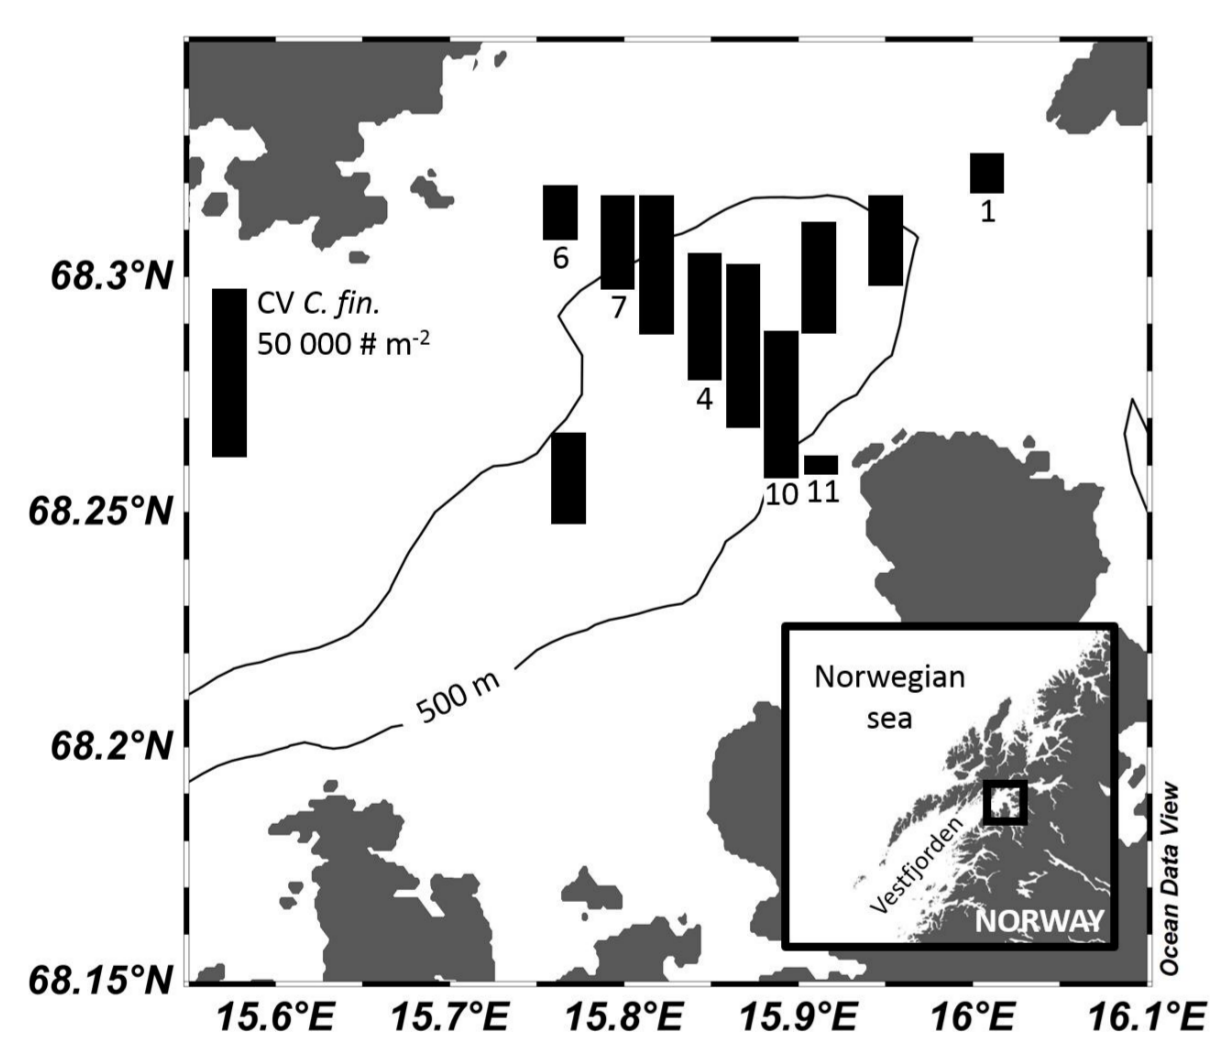 1
6
68.3°N
7
CV C. fin.
50 000 # m-2
4
68.25°N
10
11
Norwegian
sea
500 m
68.2°N
Vestfjorden
NORWAY
Ocean Data View
68.15°N
15.6°E 15.7°E 15.8°E 15.9°E 16°E 16.1°E